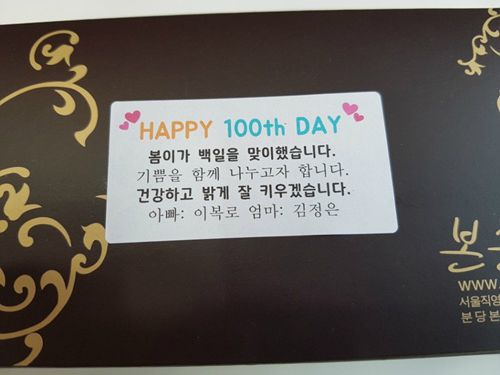 HAPPY 100th DAY
봄이가 백일을 맞이했습니다.
기쁨을 함께 나누고자 합니다.
건강하고 밝게 잘 키우겠습니다.
아빠: 이복로 엄마: 김정은
본
WWW.
서울직영
분당본